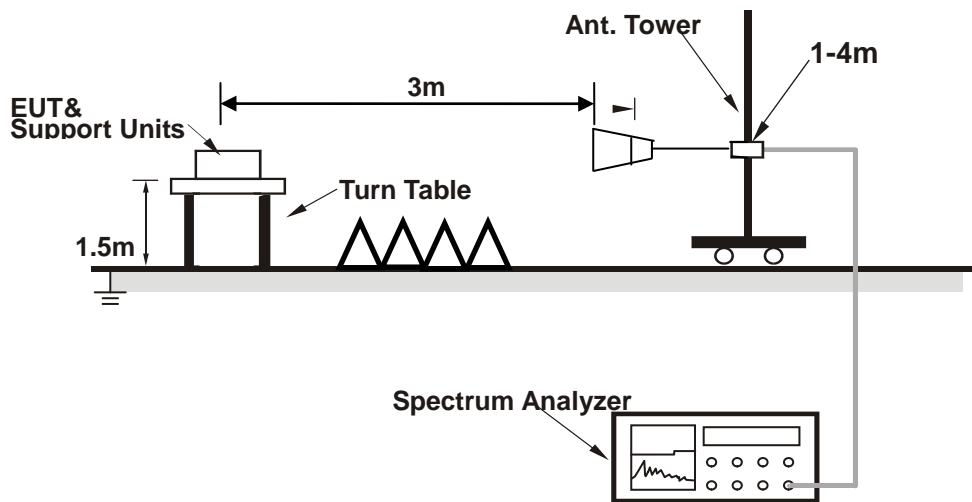 Ant. Tower
1-4m
3m
EUT&
Support Units
Turn Table
1.5m
Spectrum Analyzer